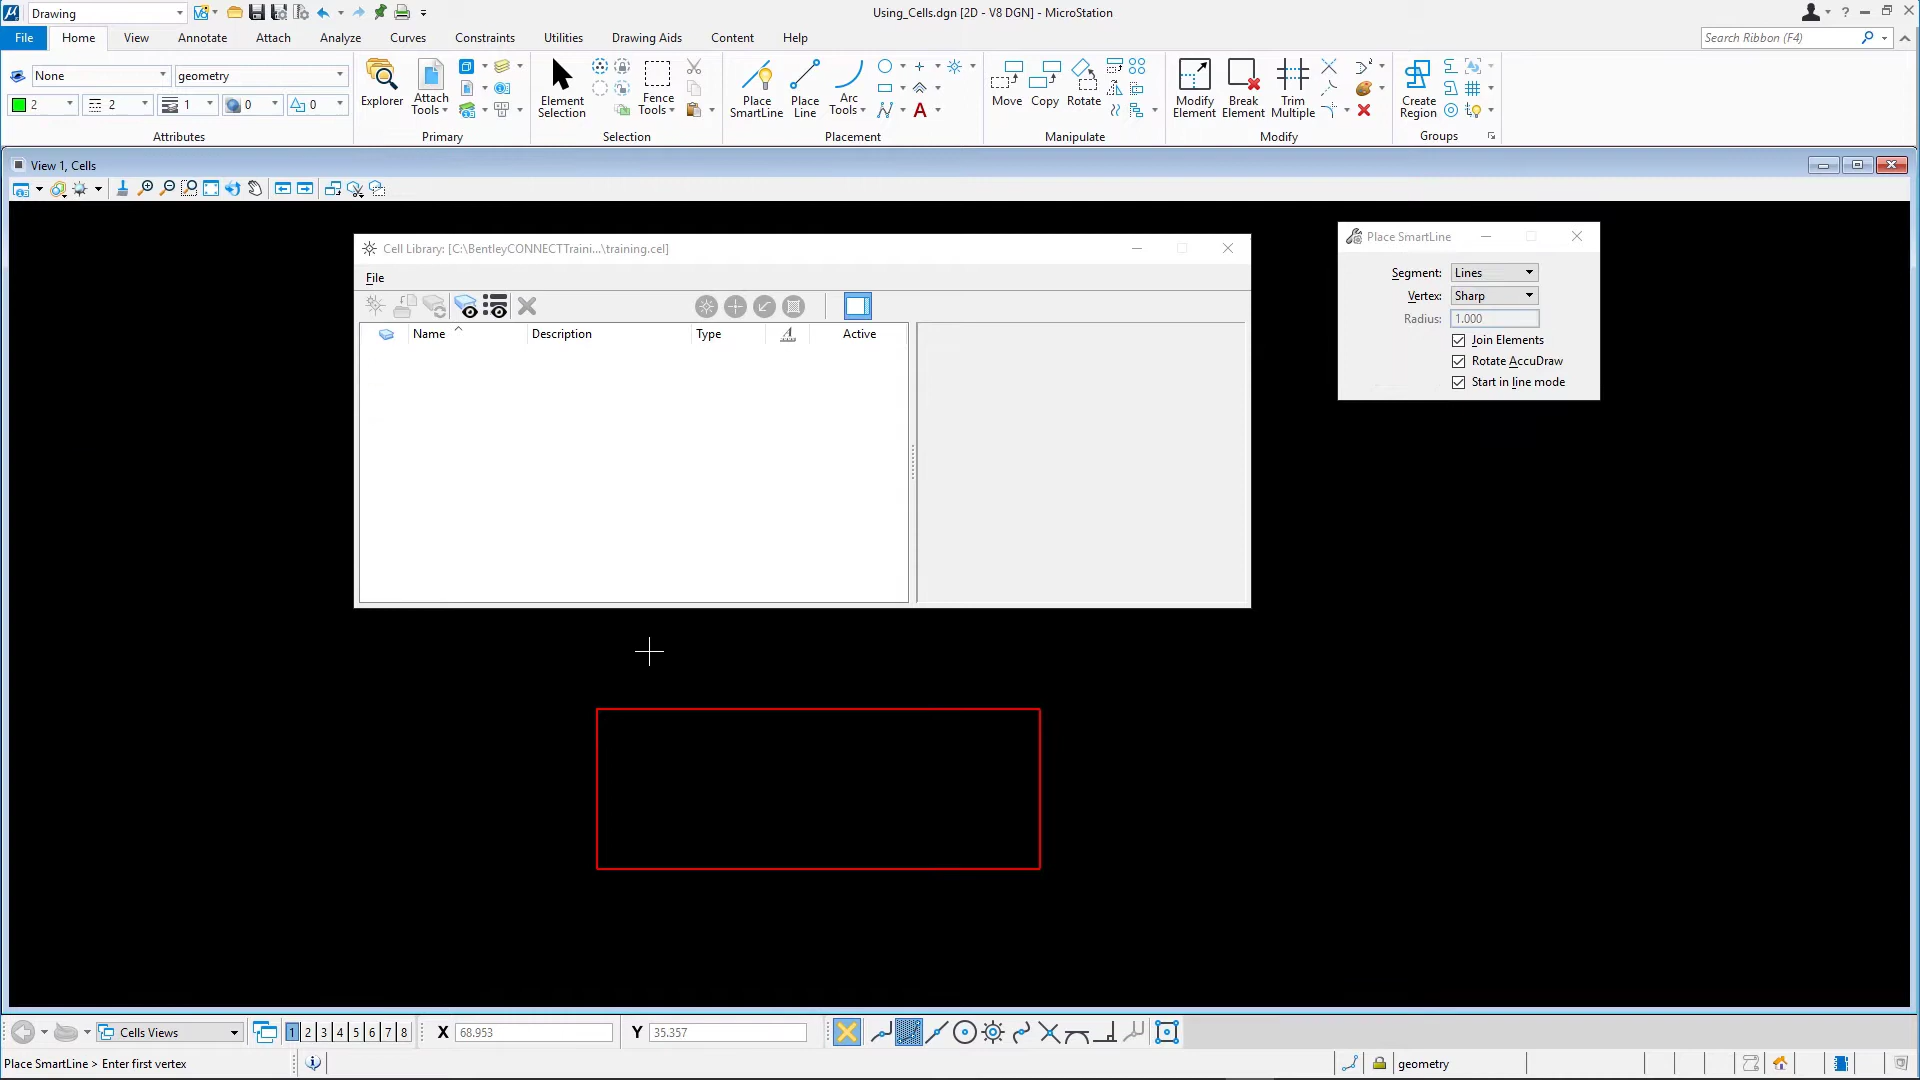 Drawing
Using_Cells.dgn [2D - V8 DGN] - MicroStation
File Home View Annotate Attach Analyze Curves Constraints Utilities Drawing Aids Content Help
Search Ribbon (F4)
None geometry
2 2 1 0 0
Explorer
Attach Tools
Element Selection
Fence Tools
Place SmartLine
Place Line
Arc Tools
Move Copy Rotate
Modify Element
Break Element
Trim Multiple
Create Region
Attributes Primary Selection Placement Manipulate Modify Groups
View 1, Cells
Cell Library: [C:\BentleyCONNECTTraini...\training.cel]
File
Name Description Type Active
Place SmartLine
Segment: Lines
Vertex: Sharp
Radius: 1.000
Join Elements
Rotate AccuDraw
Start in line mode
Cells Views 1 2 3 4 5 6 7 8 X 68.953 Y 35.357
Place SmartLine > Enter first vertex
geometry